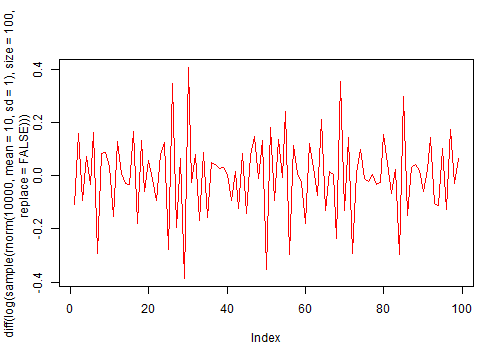 diff(log(sample(rnorm(10000, mean = 10, sd = 1), size = 100,
replace = FALSE)))
0.4
0.2
0.0
-0.2
-0.4
0 20 40 60 80 100
Index